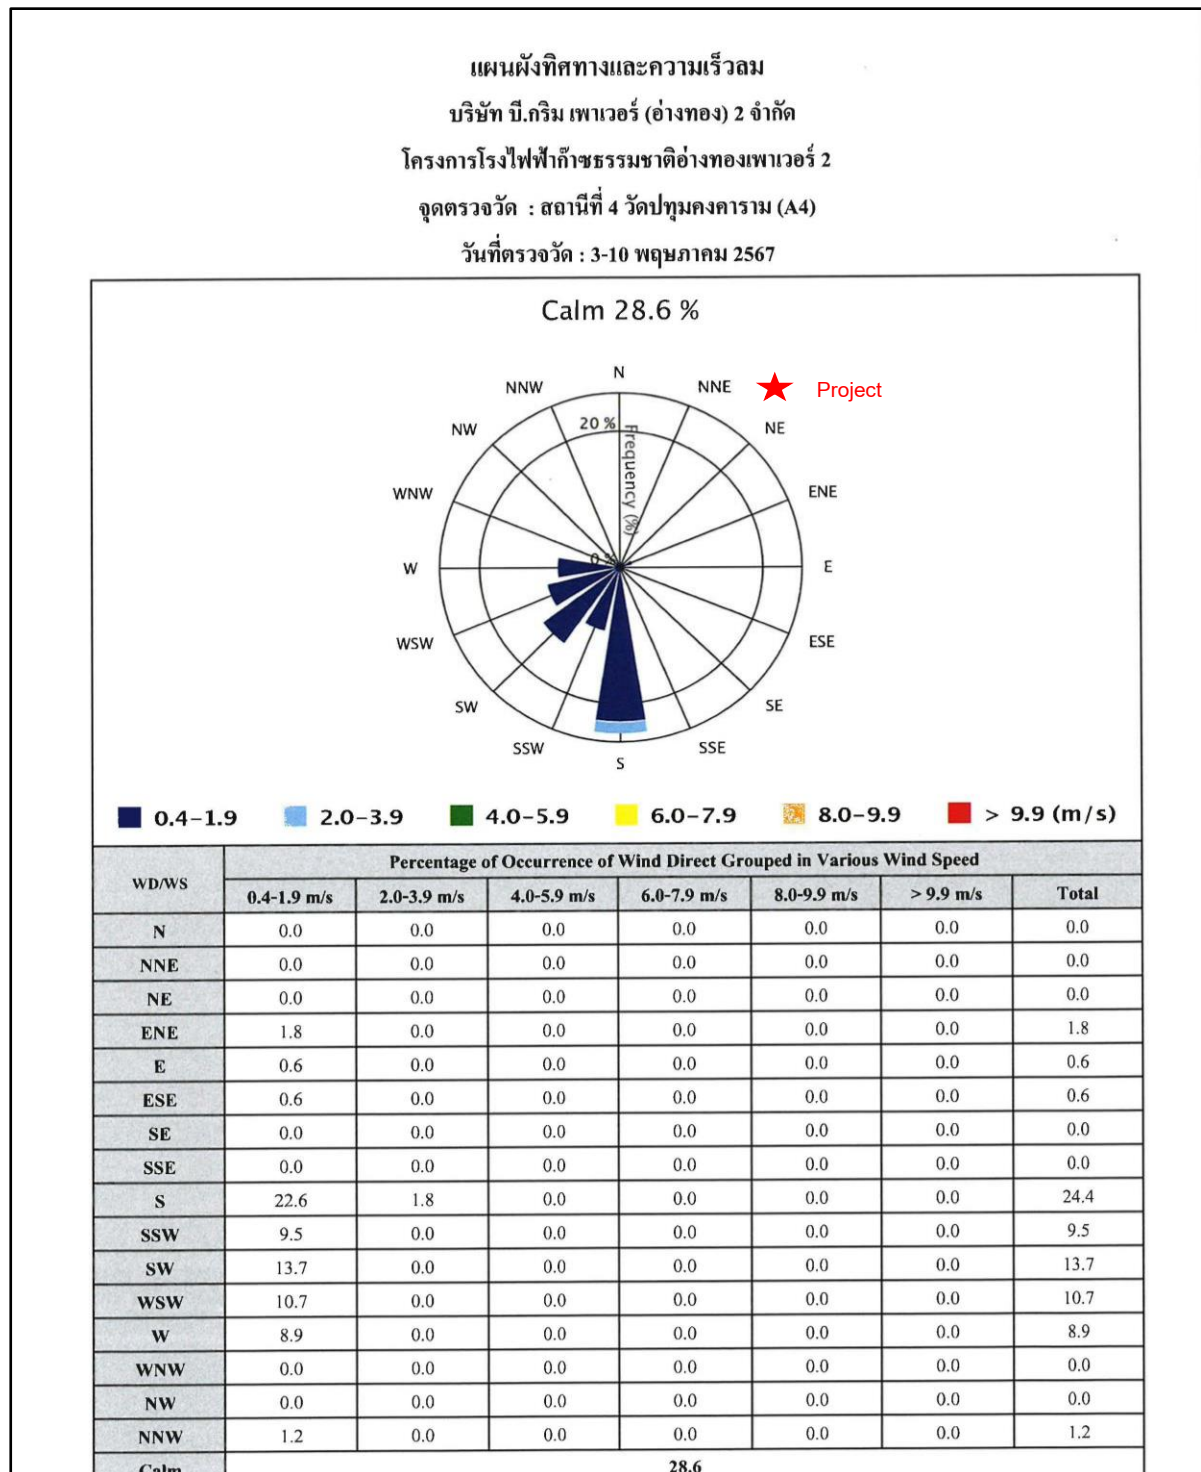 แผนผังทิศทางและความเร็วลม
บริษัท บี.กริม เพาเวอร์ (อ่างทอง) 2 จำกัด
โครงการโรงไฟฟ้าก๊าซธรรมชาติอ่างทองเพาเวอร์ 2
จุดตรวจวัด : สถานีที่ 4 วัดปทุมคงคาราม (A4)
วันที่ตรวจวัด : 3-10 พฤษภาคม 2567
Calm 28.6 %
N
NNW
NNE
Project
NW
20 %
NE
Frequency (%)
WNW
ENE
0 %
W
E
WSW
ESE
SW
SE
SSW
SSE
S
0.4-1.9 2.0-3.9 4.0-5.9 6.0-7.9 8.0-9.9 > 9.9 (m/s)
WD/WS Percentage of Occurrence of Wind Direct Grouped in Various Wind Speed
0.4-1.9 m/s 2.0-3.9 m/s 4.0-5.9 m/s 6.0-7.9 m/s 8.0-9.9 m/s > 9.9 m/s Total
N 0.0 0.0 0.0 0.0 0.0 0.0 0.0
NNE 0.0 0.0 0.0 0.0 0.0 0.0 0.0
NE 0.0 0.0 0.0 0.0 0.0 0.0 0.0
ENE 1.8 0.0 0.0 0.0 0.0 0.0 1.8
E 0.6 0.0 0.0 0.0 0.0 0.0 0.6
ESE 0.6 0.0 0.0 0.0 0.0 0.0 0.6
SE 0.0 0.0 0.0 0.0 0.0 0.0 0.0
SSE 0.0 0.0 0.0 0.0 0.0 0.0 0.0
S 22.6 1.8 0.0 0.0 0.0 0.0 24.4
SSW 9.5 0.0 0.0 0.0 0.0 0.0 9.5
SW 13.7 0.0 0.0 0.0 0.0 0.0 13.7
WSW 10.7 0.0 0.0 0.0 0.0 0.0 10.7
W 8.9 0.0 0.0 0.0 0.0 0.0 8.9
WNW 0.0 0.0 0.0 0.0 0.0 0.0 0.0
NW 0.0 0.0 0.0 0.0 0.0 0.0 0.0
NNW 1.2 0.0 0.0 0.0 0.0 0.0 1.2
Calm 28.6